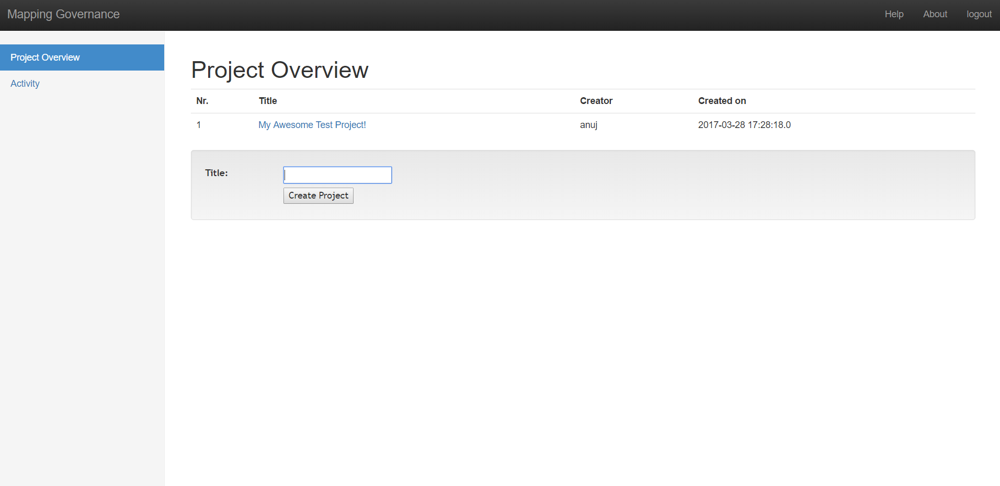 Mapping Governance Help About logout
Project Overview
Activity
Project Overview
Nr. Title Creator Created on
1 My Awesome Test Project! anuj 2017-03-28 17:28:18.0
Title:
Create Project